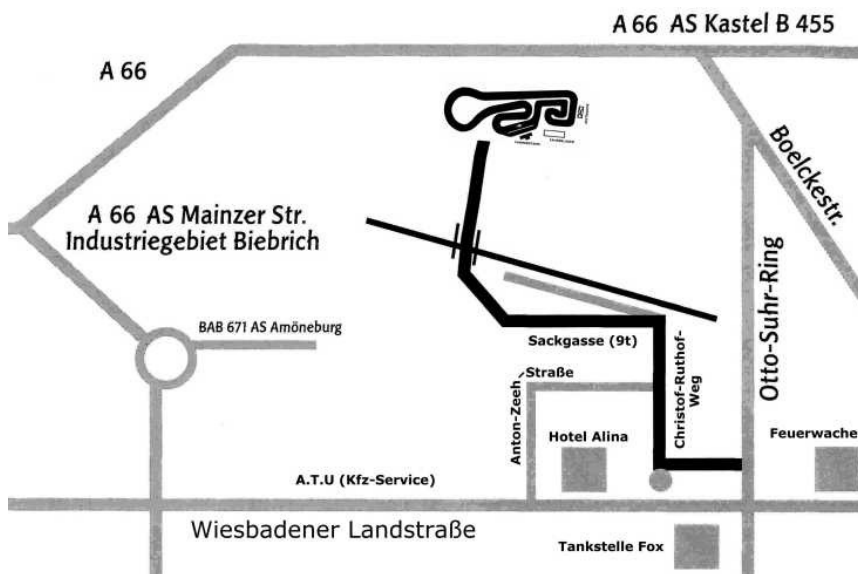 A 66 AS Kastel B 455
A 66
Boelckestr.
A 66 AS Mainzer Str.
Industriegebiet Biebrich
Otto-Suhr-Ring
BAB 671 AS Amöneburg
Sackgasse (9t)
Christof-Ruthof-
Weg
Anton-Zeeh
Straße
Hotel Alina
Feuerwache
A.T.U (Kfz-Service)
Wiesbadener Landstraße
Tankstelle Fox